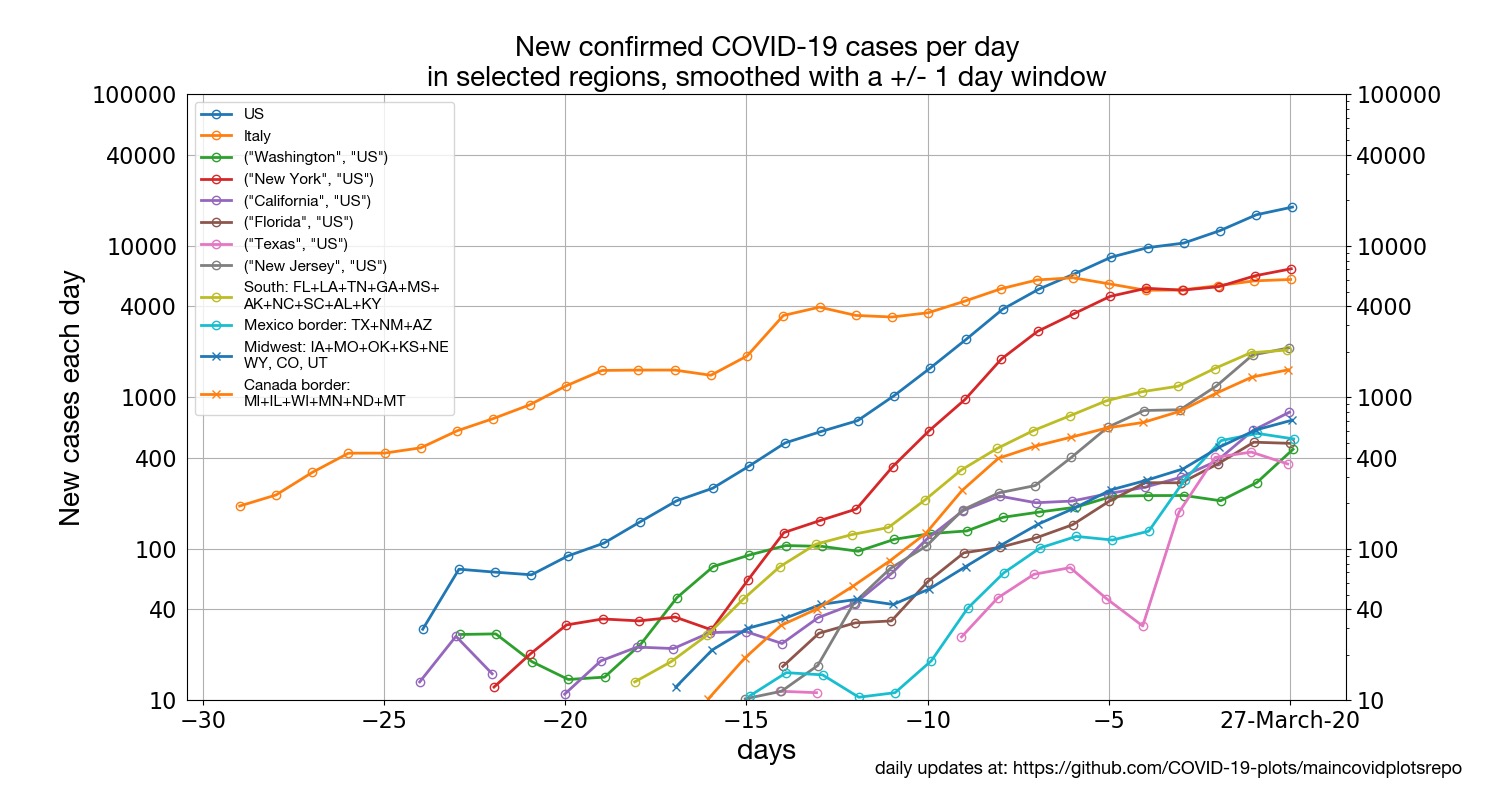 New confirmed COVID-19 cases per day
in selected regions, smoothed with a +/- 1 day window
100000
40000
10000
4000
1000
400
100
40
10
New cases each day
US
Italy
("Washington", "US")
("New York", "US")
("California", "US")
("Florida", "US")
("Texas", "US")
("New Jersey", "US")
South: FL+LA+TN+GA+MS+
AK+NC+SC+AL+KY
Mexico border: TX+NM+AZ
Midwest: IA+MO+OK+KS+NE
WY, CO, UT
Canada border:
MI+IL+WI+MN+ND+MT
100000
40000
10000
4000
1000
400
100
40
10
−30 −25 −20 −15 −10 −5 27-March-20
days
daily updates at: https://github.com/COVID-19-plots/maincovidplotsrepo